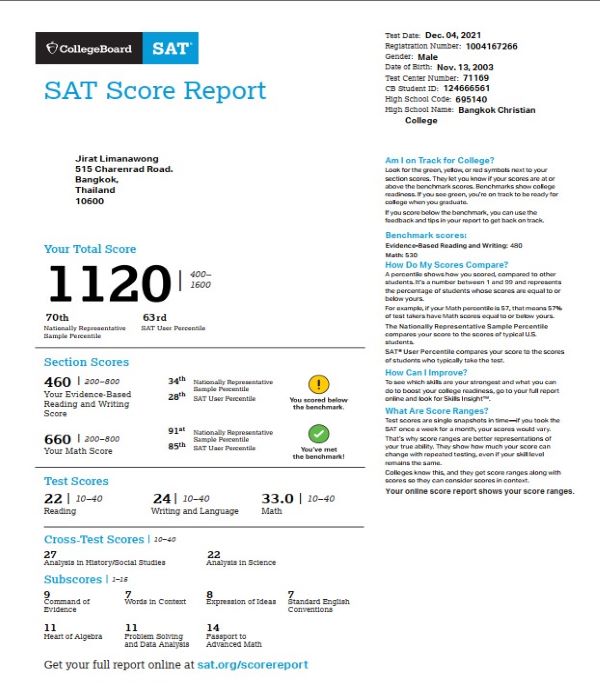 CollegeBoard SAT®
SAT Score Report
Test Date: Dec. 04, 2021
Registration Number: 1004167266
Gender: Male
Date of Birth: Nov. 13, 2003
Test Center Number: 71169
CB Student ID: 124666561
High School Code: 695140
High School Name: Bangkok Christian
College
Jirat Limanawong
515 Charenrad Road.
Bangkok,
Thailand
10600
Your Total Score
1120 | 400–
1600
70th
Nationally Representative
Sample Percentile
63rd
SAT User Percentile
Section Scores
460 | 200–800
Your Evidence-Based
Reading and Writing
Score
34th Nationally Representative
Sample Percentile
28th SAT User Percentile
!
You scored below
the benchmark.
660 | 200–800
Your Math Score
91st Nationally Representative
Sample Percentile
85th SAT User Percentile
You've met
the benchmark!
Test Scores
22 | 10–40
Reading
24 | 10–40
Writing and Language
33.0 | 10–40
Math
Cross-Test Scores | 10–40
27
Analysis in History/Social Studies
22
Analysis in Science
Subscores | 1–15
9
Command of
Evidence
7
Words in Context
8
Expression of Ideas
7
Standard English
Conventions
11
Heart of Algebra
11
Problem Solving
and Data Analysis
14
Passport to
Advanced Math
Get your full report online at sat.org/scorereport
Am I on Track for College?
Look for the green, yellow, or red symbols next to your
section scores. They let you know if your scores are at or
above the benchmark scores. Benchmarks show college
readiness. If you see green, you're on track to be ready for
college when you graduate.
If you score below the benchmark, you can use the
feedback and tips in your report to get back on track.
Benchmark scores:
Evidence-Based Reading and Writing: 480
Math: 530
How Do My Scores Compare?
A percentile shows how you scored, compared to other
students. It's a number between 1 and 99 and represents
the percentage of students whose scores are equal to or
below yours.
For example, if your Math percentile is 57, that means 57%
of test takers have Math scores equal to or below yours.
The Nationally Representative Sample Percentile
compares your score to the scores of typical U.S.
students.
SAT® User Percentile compares your score to the scores
of students who typically take the test.
How Can I Improve?
To see which skills are your strongest and what you can
do to boost your college readiness, go to your full report
online and look for Skills Insight™.
What Are Score Ranges?
Test scores are single snapshots in time—if you took the
SAT once a week for a month, your scores would vary.
That's why score ranges are better representations of
your true ability. They show how much your score can
change with repeated testing, even if your skill level
remains the same.
Colleges know this, and they get score ranges along with
scores so they can consider scores in context.
Your online score report shows your score ranges.